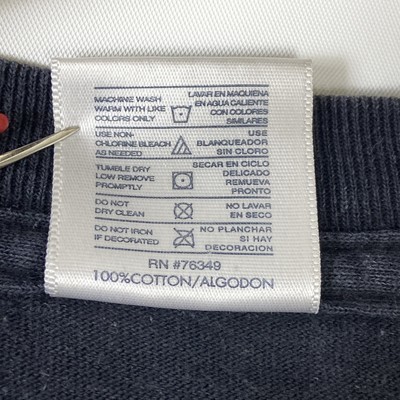 MACHINE WASH
WARM WITH LIKE
COLORS ONLY
LAVAR EN MAQUIENA
EN AGUA CALIENTE
CON COLORES
SIMILARES
USE NON-
CHLORINE BLEACH
AS NEEDED
USE
BLANQUEADOR
SIN CLORO
TUMBLE DRY
LOW REMOVE
PROMPTLY
SECAR EN CICLO
DELICADO
REMUEVA
PRONTO
DO NOT
DRY CLEAN
NO LAVAR
EN SECO
DO NOT IRON
IF DECORATED
NO PLANCHAR
SI HAY
DECORACION
RN #76349
100%COTTON/ALGODON